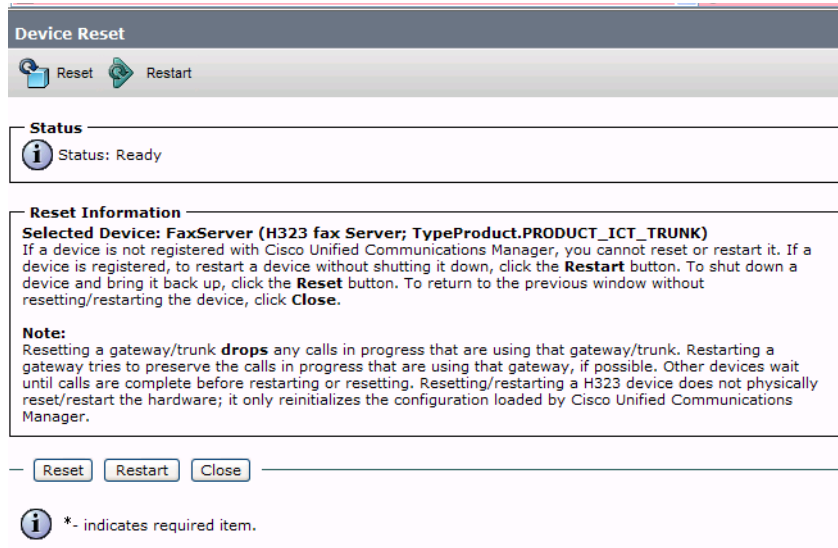 Device Reset
Reset Restart
Status
Status: Ready
Reset Information
Selected Device: FaxServer (H323 fax Server; TypeProduct.PRODUCT_ICT_TRUNK)
If a device is not registered with Cisco Unified Communications Manager, you cannot reset or restart it. If a
device is registered, to restart a device without shutting it down, click the Restart button. To shut down a
device and bring it back up, click the Reset button. To return to the previous window without
resetting/restarting the device, click Close.
Note:
Resetting a gateway/trunk drops any calls in progress that are using that gateway/trunk. Restarting a
gateway tries to preserve the calls in progress that are using that gateway, if possible. Other devices wait
until calls are complete before restarting or resetting. Resetting/restarting a H323 device does not physically
reset/restart the hardware; it only reinitializes the configuration loaded by Cisco Unified Communications
Manager.
Reset Restart Close
*- indicates required item.